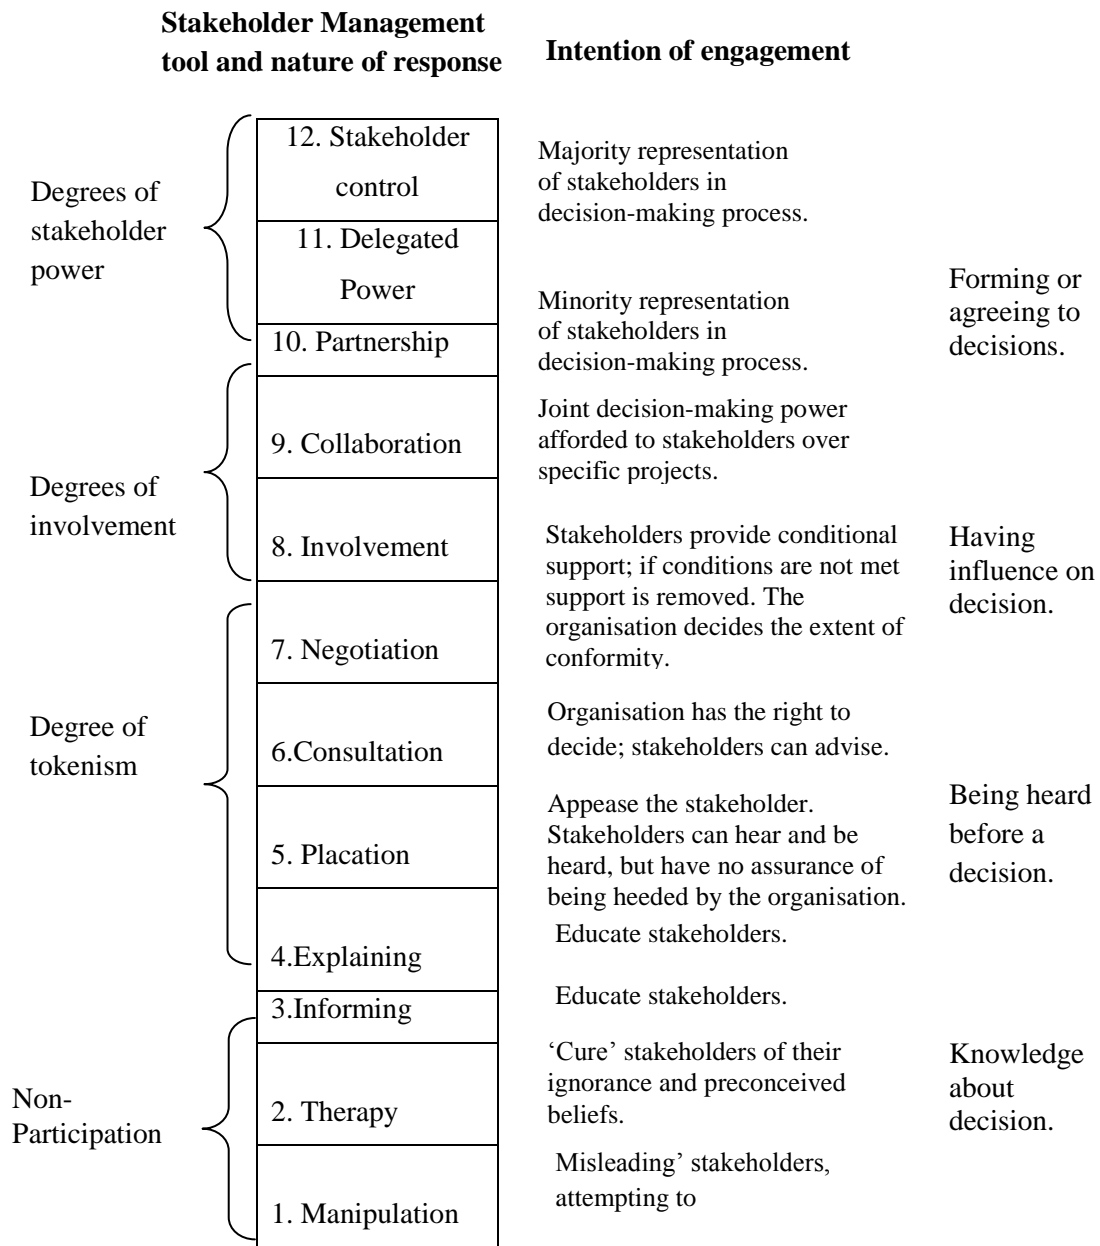 Stakeholder Management
tool and nature of response
Intention of engagement
Degrees of
stakeholder
power
12. Stakeholder
control
Majority representation
of stakeholders in
decision-making process.
11. Delegated
Power
Minority representation
of stakeholders in
decision-making process.
Forming or
agreeing to
decisions.
10. Partnership
Degrees of
involvement
9. Collaboration
Joint decision-making power
afforded to stakeholders over
specific projects.
8. Involvement
Stakeholders provide conditional
support; if conditions are not met
support is removed. The
organisation decides the extent of
conformity.
Having
influence on
decision.
Degree of
tokenism
7. Negotiation
6.Consultation
Organisation has the right to
decide; stakeholders can advise.
5. Placation
Appease the stakeholder.
Stakeholders can hear and be
heard, but have no assurance of
being heeded by the organisation.
Being heard
before a
decision.
4.Explaining
Educate stakeholders.
3.Informing
Educate stakeholders.
Non-
Participation
2. Therapy
‘Cure’ stakeholders of their
ignorance and preconceived
beliefs.
Knowledge
about
decision.
1. Manipulation
Misleading’ stakeholders,
attempting to